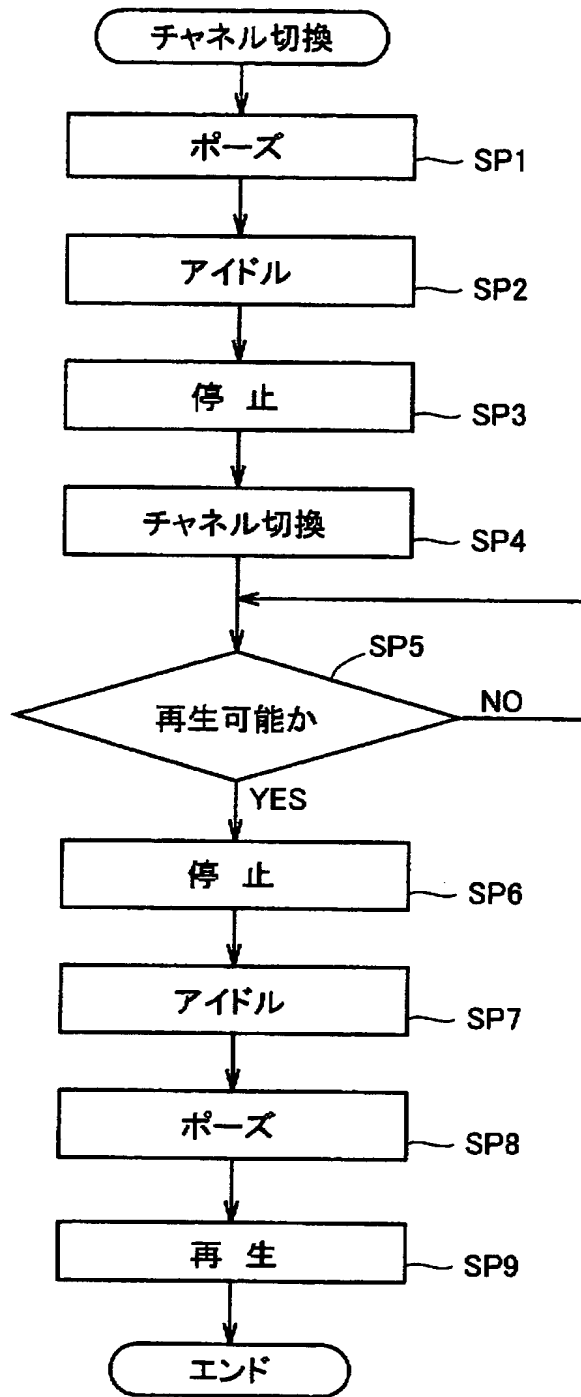 チャネル切換
ポーズ
SP1
アイドル
SP2
停 止
SP3
チャネル切換
SP4
SP5
再生可能か
NO
YES
停 止
SP6
アイドル
SP7
ポーズ
SP8
再 生
SP9
エンド